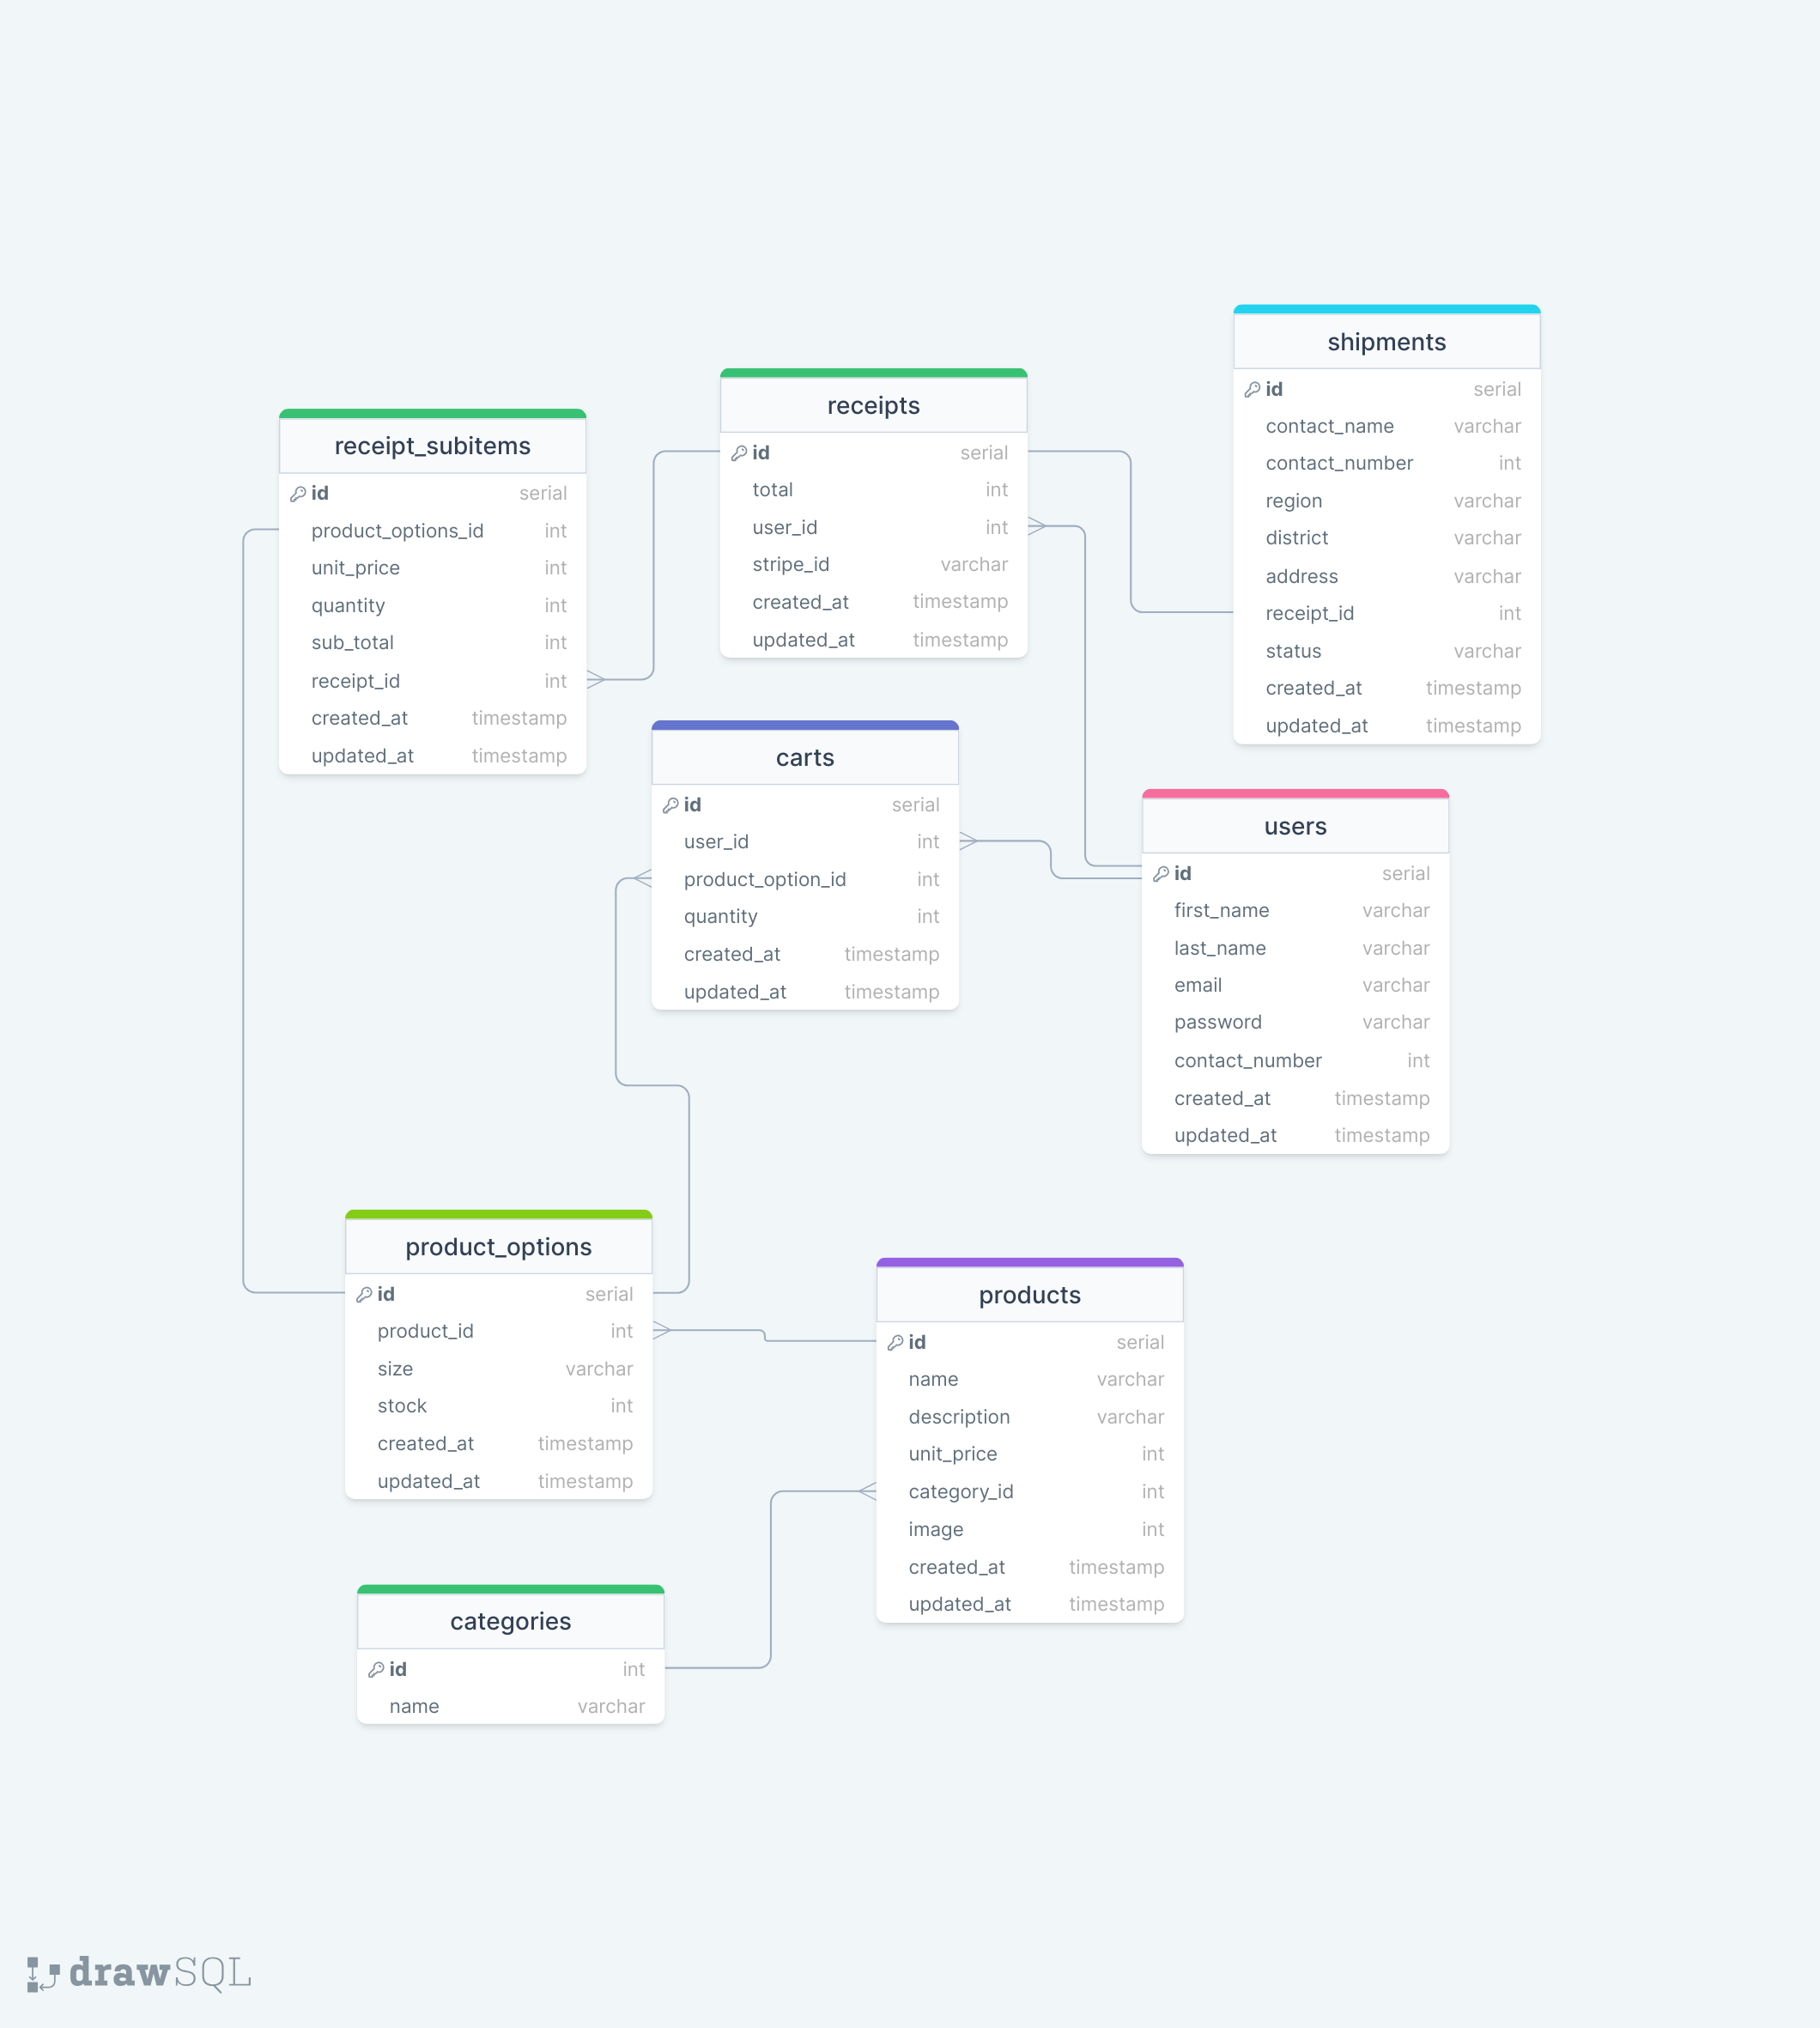 shipments
id serial
contact_name varchar
contact_number int
region varchar
district varchar
address varchar
receipt_id int
status varchar
created_at timestamp
updated_at timestamp
receipts
id serial
total int
user_id int
stripe_id varchar
created_at timestamp
updated_at timestamp
receipt_subitems
id serial
product_options_id int
unit_price int
quantity int
sub_total int
receipt_id int
created_at timestamp
updated_at timestamp
carts
id serial
user_id int
product_option_id int
quantity int
created_at timestamp
updated_at timestamp
users
id serial
first_name varchar
last_name varchar
email varchar
password varchar
contact_number int
created_at timestamp
updated_at timestamp
product_options
id serial
product_id int
size varchar
stock int
created_at timestamp
updated_at timestamp
products
id serial
name varchar
description varchar
unit_price int
category_id int
image int
created_at timestamp
updated_at timestamp
categories
id int
name varchar
drawSQL